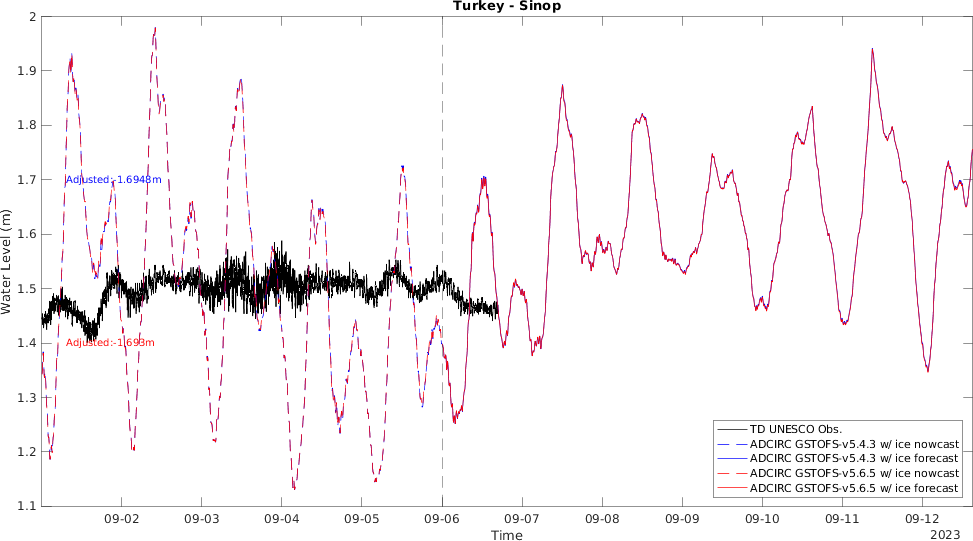 Turkey - Sinop
2
1.9
1.8
1.7
1.6
1.5
1.4
1.3
1.2
1.1
Water Level (m)
Adjusted:-1.6948m
Adjusted:-1.693m
TD UNESCO Obs.
ADCIRC GSTOFS-v5.4.3 w/ ice nowcast
ADCIRC GSTOFS-v5.4.3 w/ ice forecast
ADCIRC GSTOFS-v5.6.5 w/ ice nowcast
ADCIRC GSTOFS-v5.6.5 w/ ice forecast
09-02 09-03 09-04 09-05 09-06 09-07 09-08 09-09 09-10 09-11 09-12
Time
2023